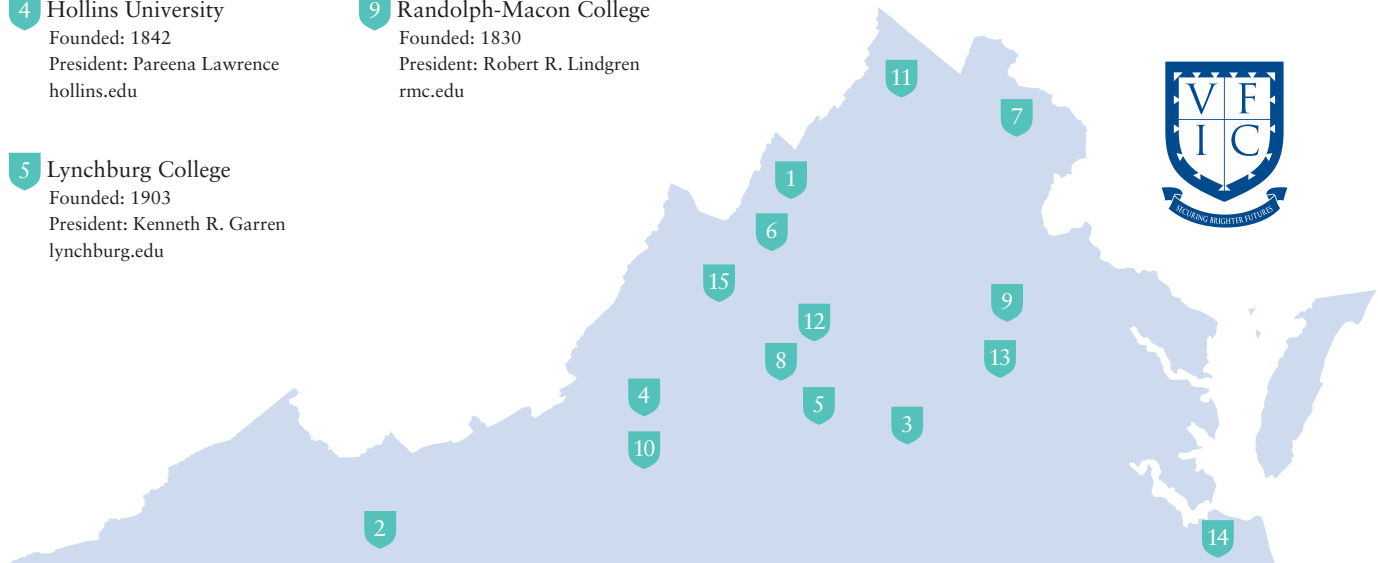 4 Hollins University
Founded: 1842
President: Pareena Lawrence
hollins.edu
5 Lynchburg College
Founded: 1903
President: Kenneth R. Garren
lynchburg.edu
9 Randolph-Macon College
Founded: 1830
President: Robert R. Lindgren
rmc.edu
11
7
1
6
15
9
12
13
8
4
5
3
10
2
14
V F
I C
SECURING BRIGHTER FUTURES